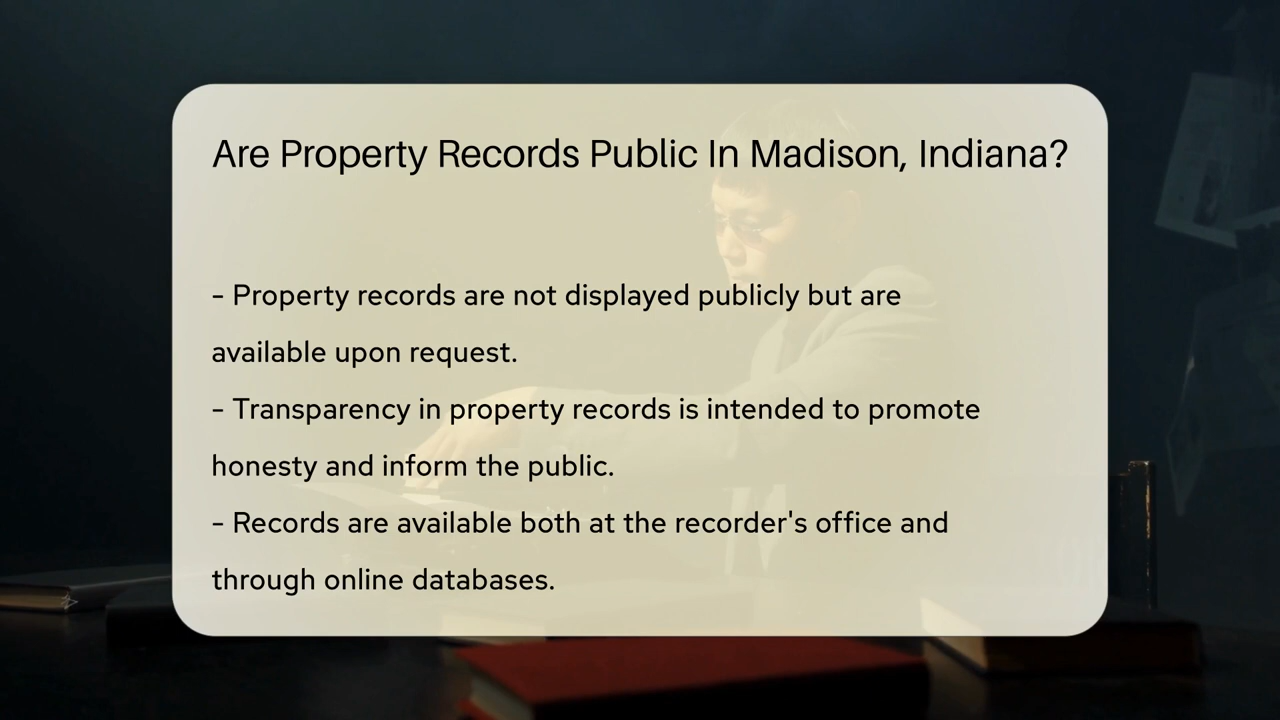 Are Property Records Public In Madison, Indiana?
– Property records are not displayed publicly but are
available upon request.
– Transparency in property records is intended to promote
honesty and inform the public.
– Records are available both at the recorder's office and
through online databases.